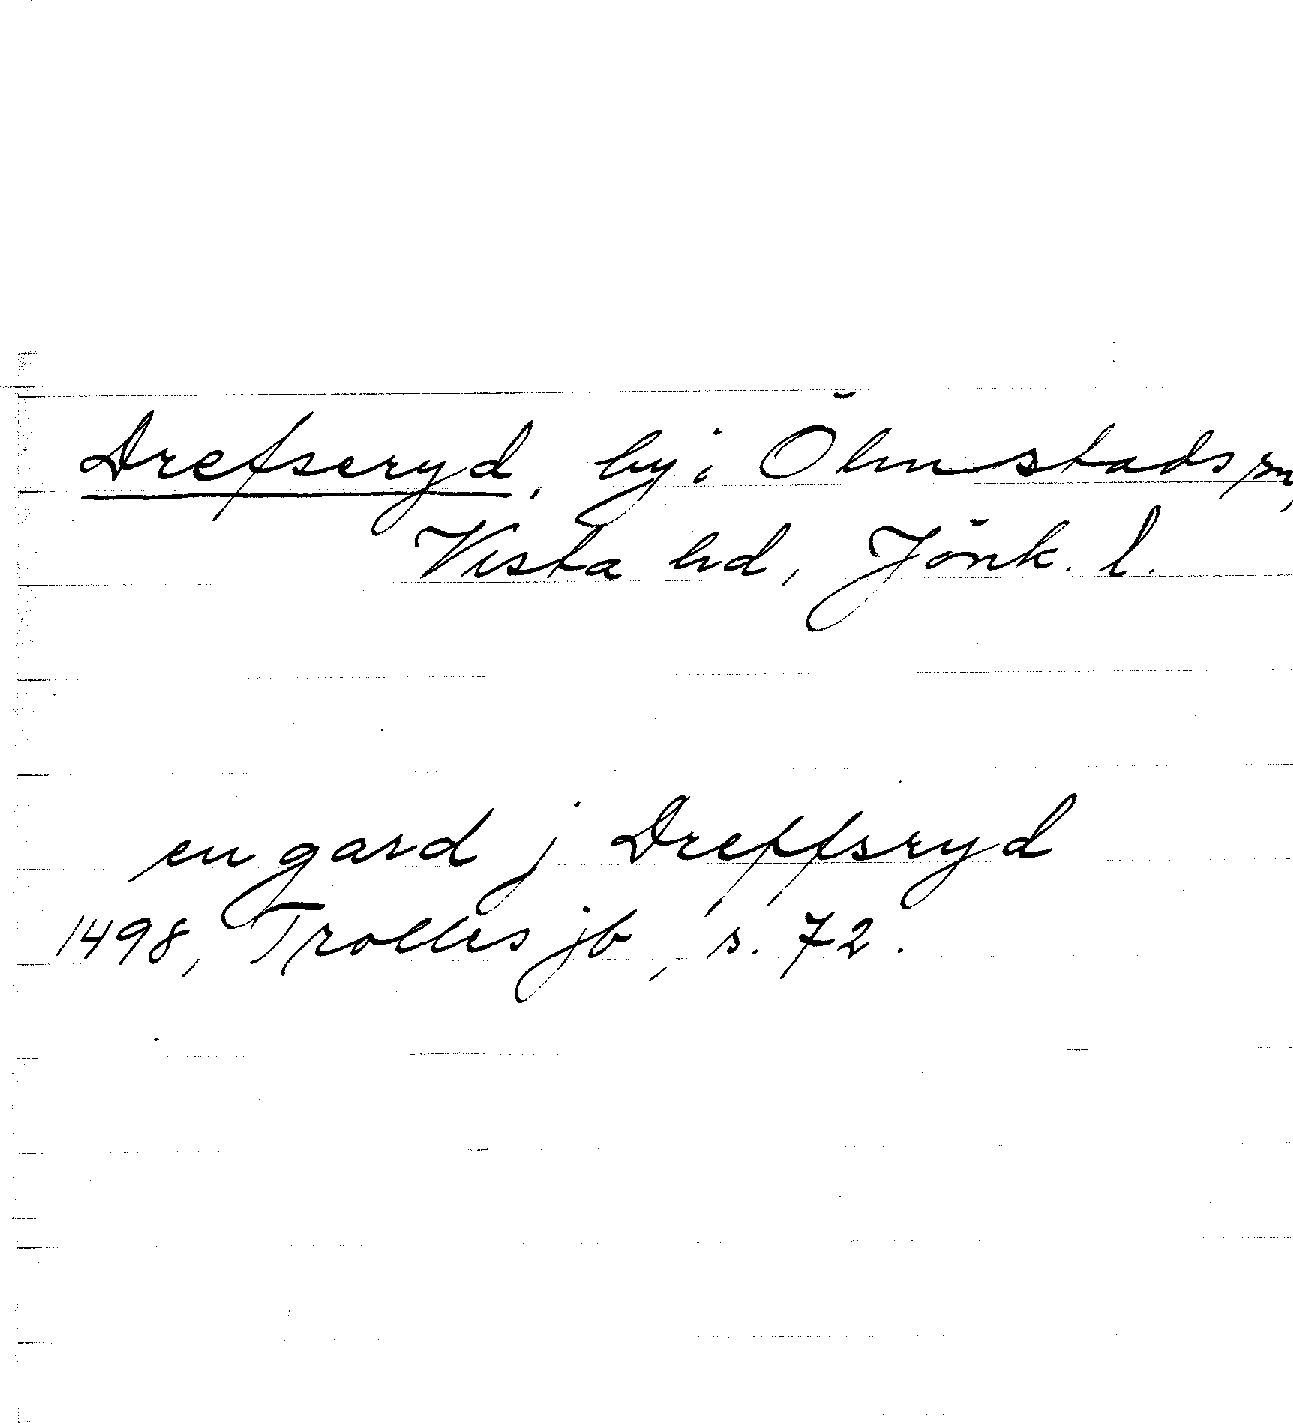 Drefseryd, by i Ölmstads sn,
Vista hd, Jönk. l.
en gard j Dreffsryd
1498, Trolles jb, s. 72.